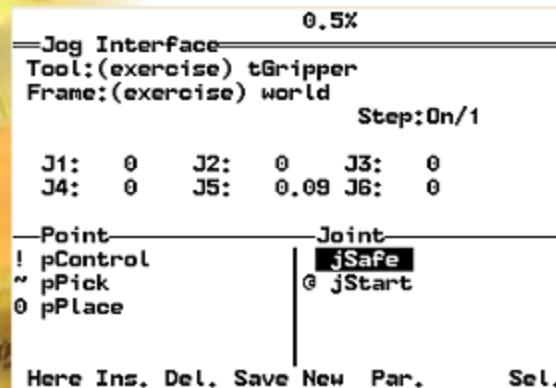 0.5%
Jog Interface
Tool:(exercise) tGripper
Frame:(exercise) world
Step:On/1
J1: 0 J2: 0 J3: 0
J4: 0 J5: 0.09 J6: 0
Point Joint
! pControl jSafe
~ pPick @ jStart
0 pPlace
Here Ins. Del. Save New Par. Sel.